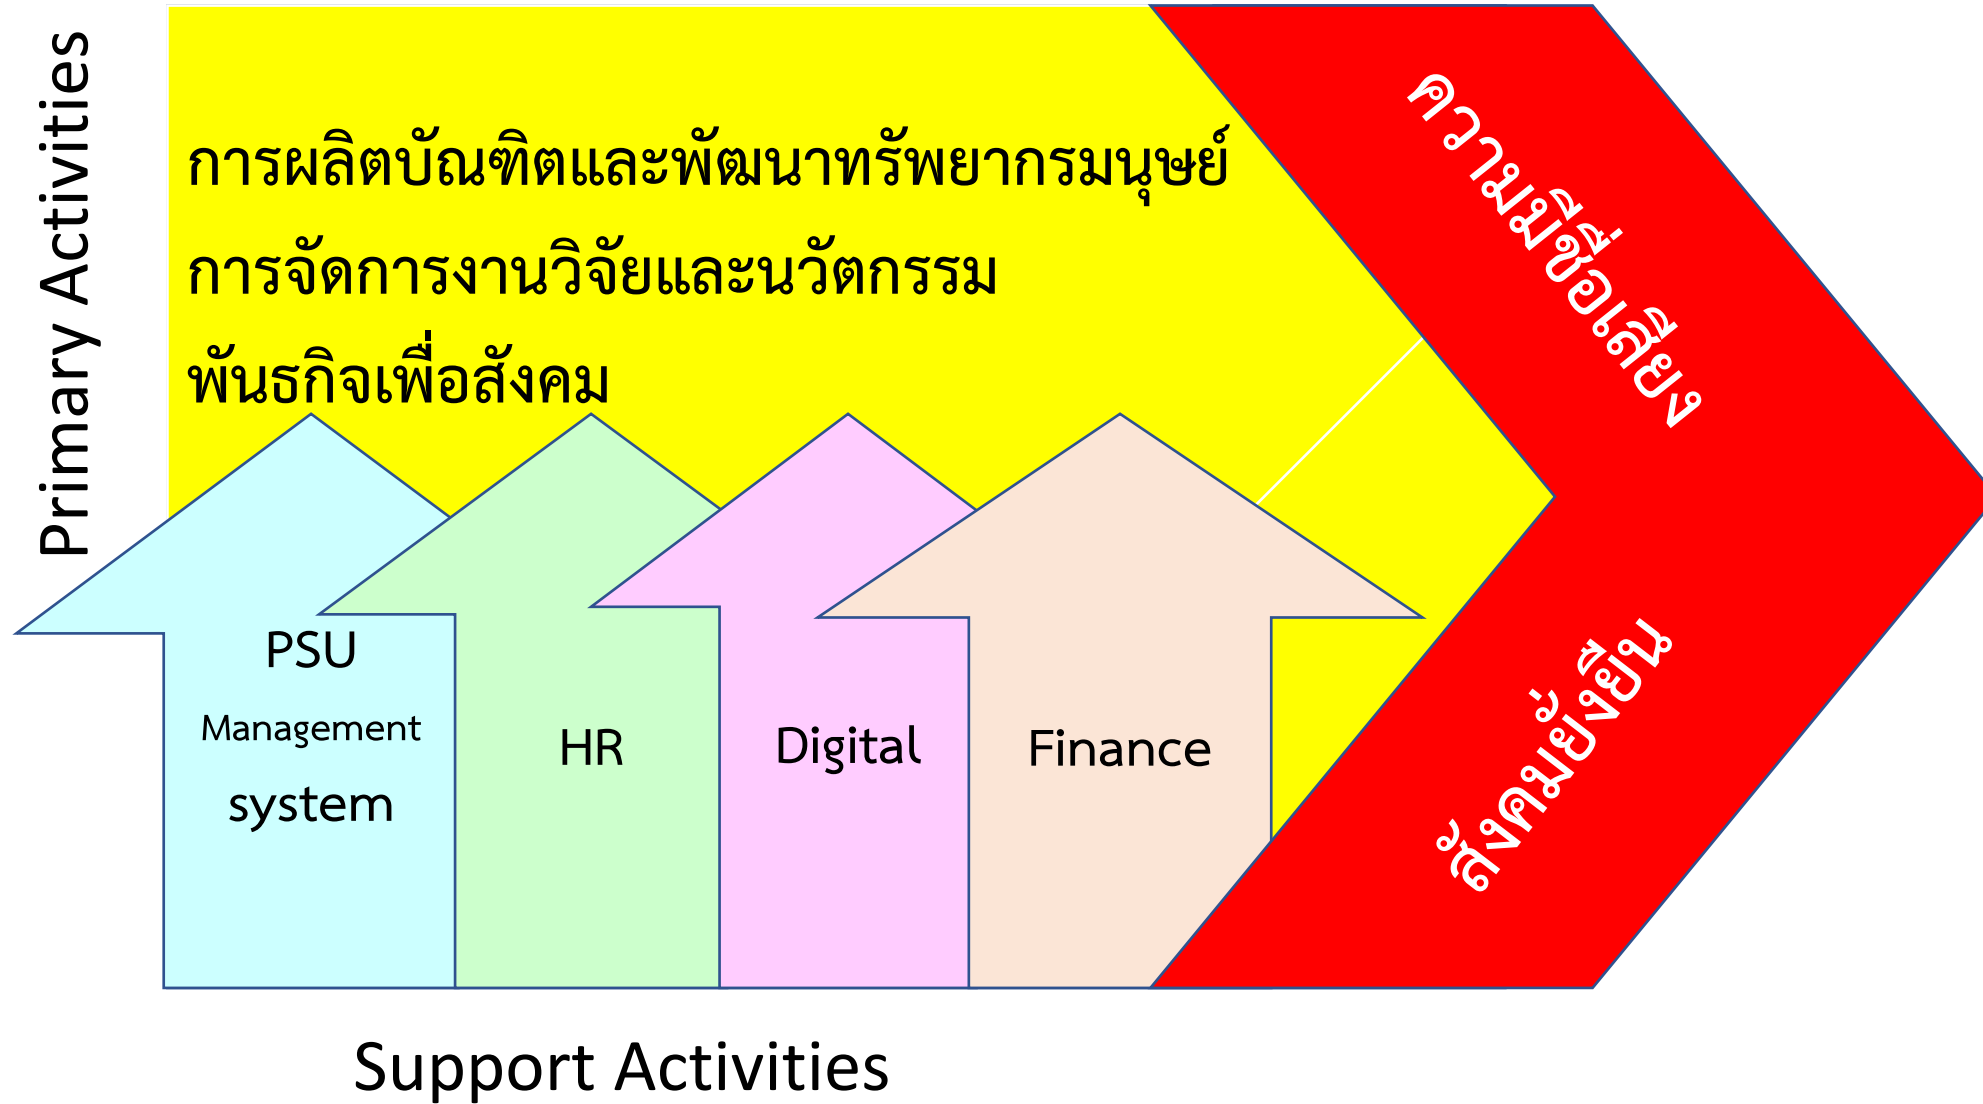 Primary Activities
การผลิตบัณฑิตและพัฒนาทรัพยากรมนุษย์
การจัดการงานวิจัยและนวัตกรรม
พันธกิจเพื่อสังคม
ความมีชื่อเสียง
สังคมยั่งยืน
PSU
Management
system
HR
Digital
Finance
Support Activities